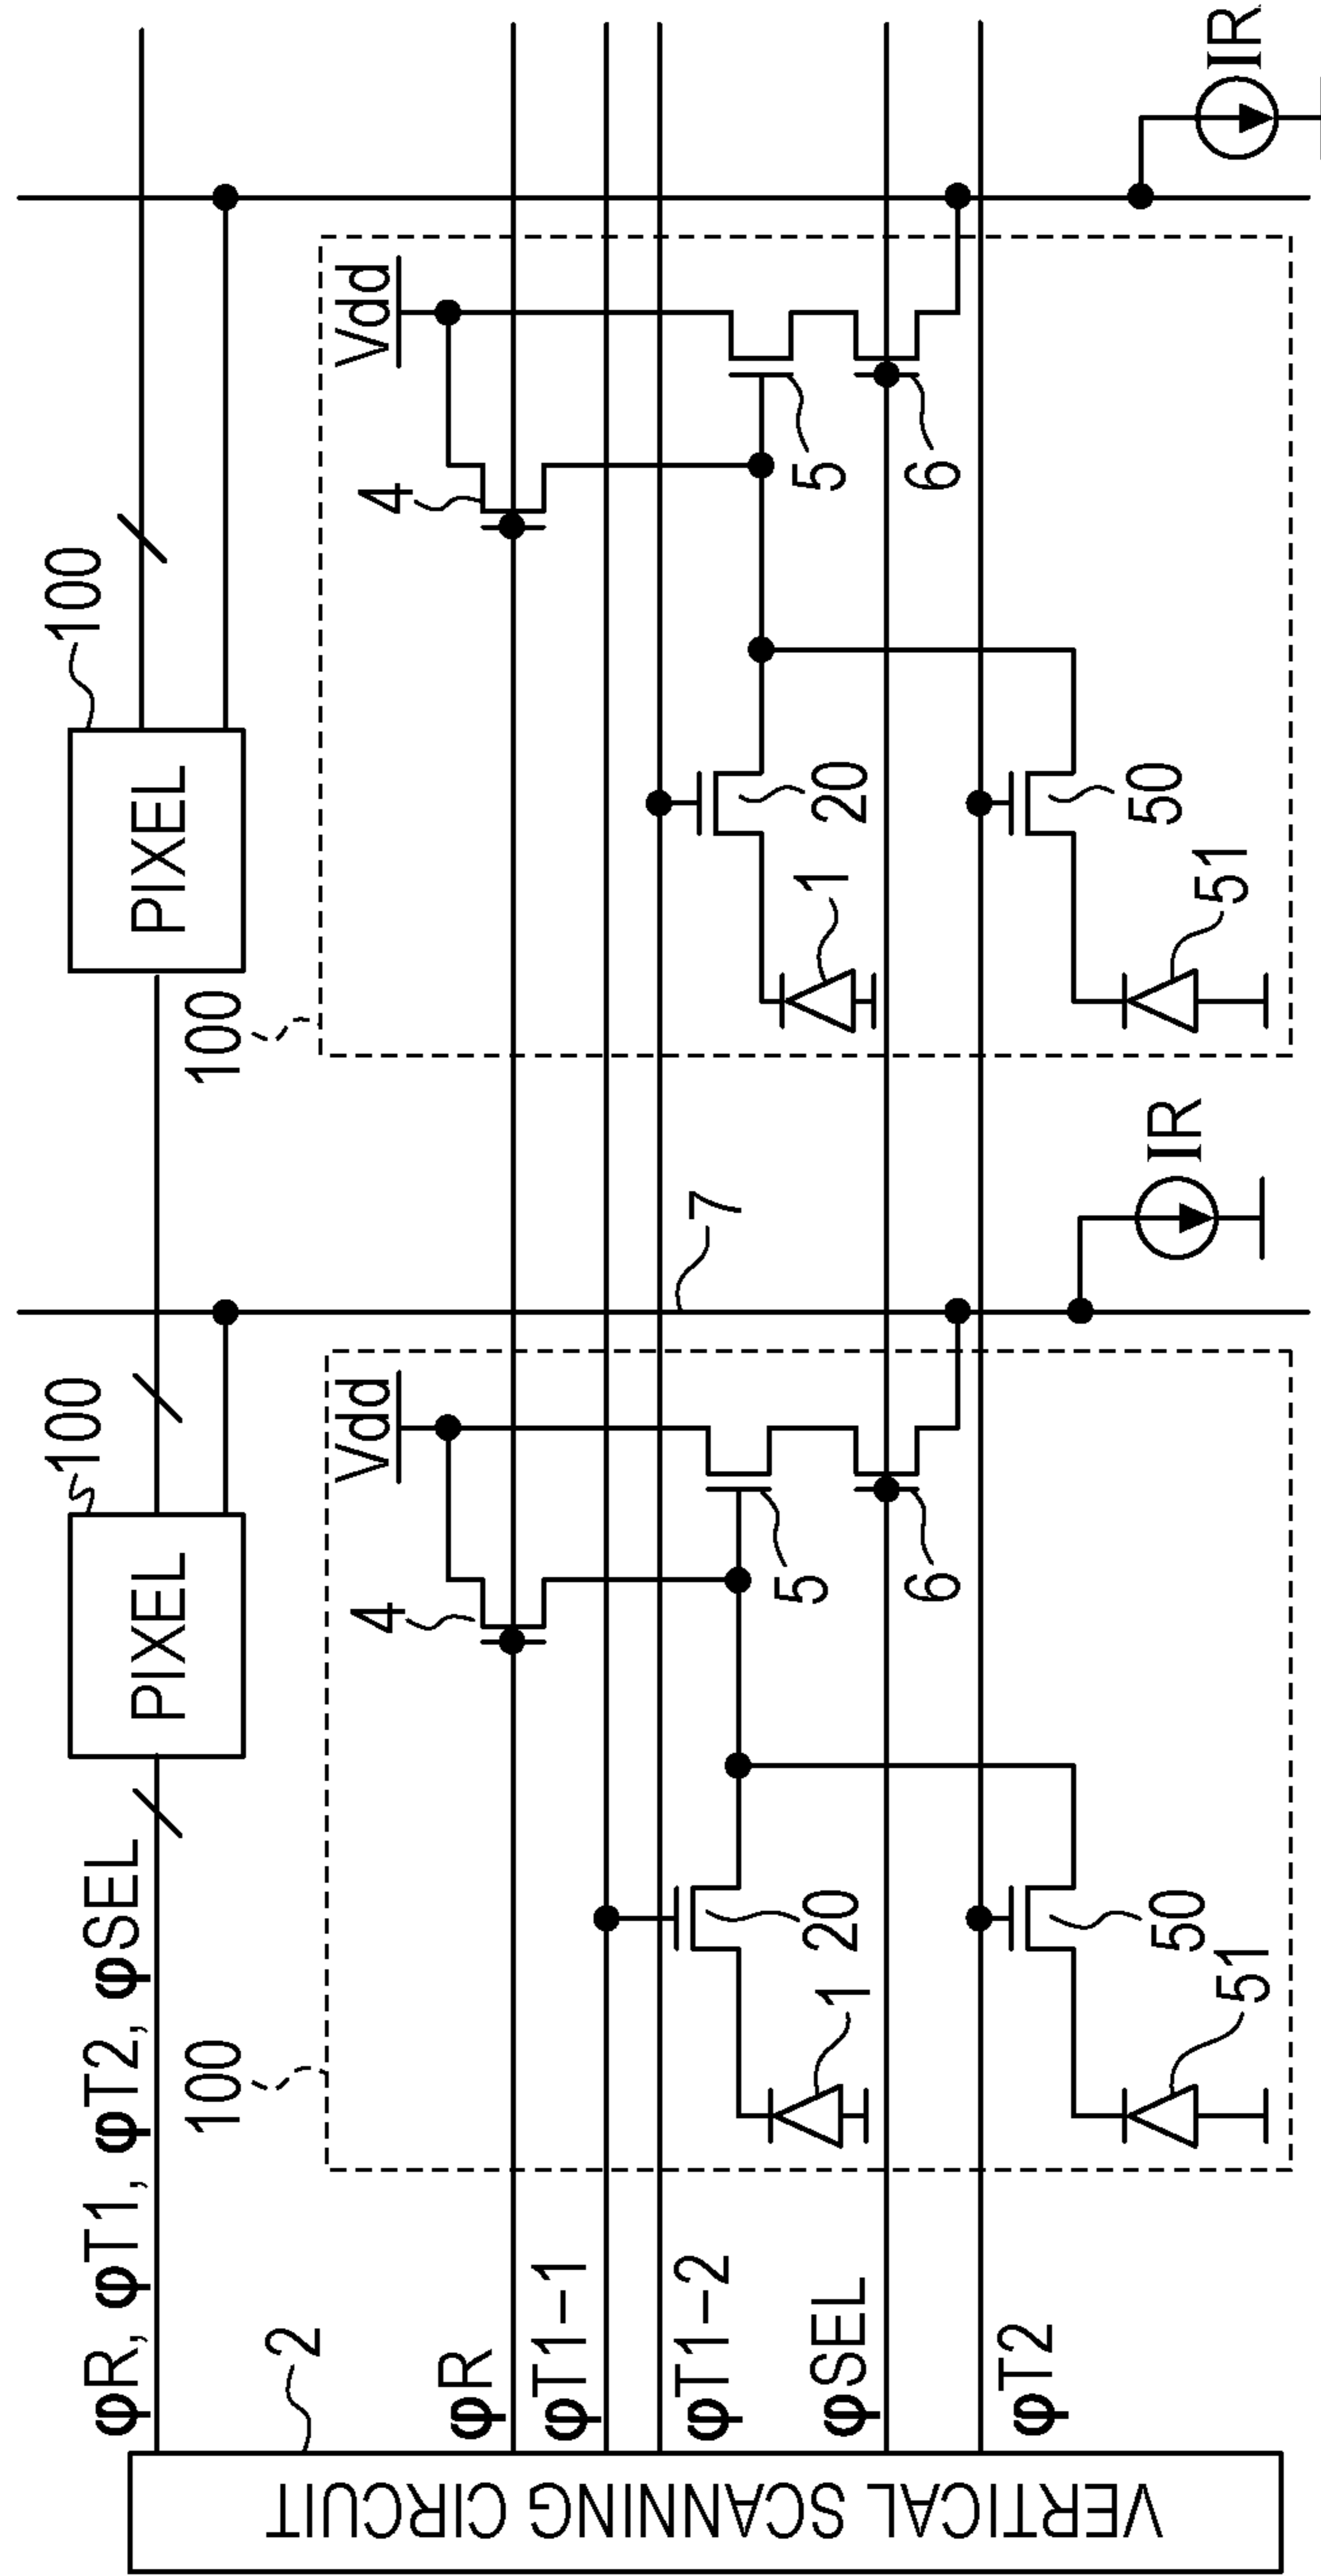 φR, φT1, φT2, φSEL
PIXEL
100
PIXEL
100
100
100
2
VERTICAL SCANNING CIRCUIT
φR
φT1-1
φT1-2
φSEL
φT2
Vdd
4
5
6
20
1
50
51
7
IR
Vdd
4
5
6
20
1
50
51
IR